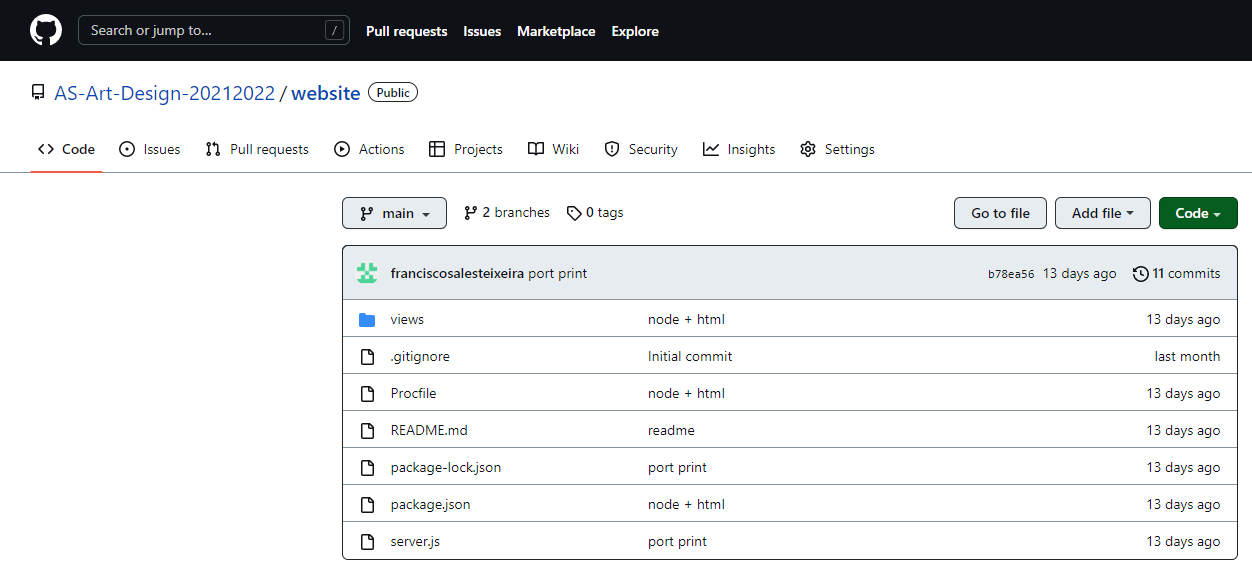 Search or jump to... / Pull requests Issues Marketplace Explore
AS-Art-Design-20212022 / website Public
Code Issues Pull requests Actions Projects Wiki Security Insights Settings
main 2 branches 0 tags Go to file Add file Code
franciscosalesteixeira port print b78ea56 13 days ago 11 commits
views node + html 13 days ago
.gitignore Initial commit last month
Procfile node + html 13 days ago
README.md readme 13 days ago
package-lock.json port print 13 days ago
package.json node + html 13 days ago
server.js port print 13 days ago